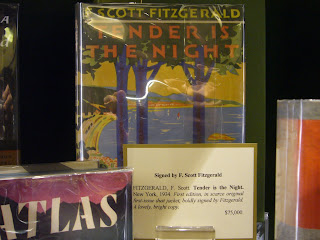 F. SCOTT FITZGERALD
TENDER IS
THE NIGHT
Signed by F. Scott Fitzgerald
FITZGERALD, F. Scott. Tender is the Night.
New York, 1934. First edition, in scarce original
first-issue dust jacket, boldly signed by Fitzgerald
A lovely, bright copy.
$75,000
ATLAS